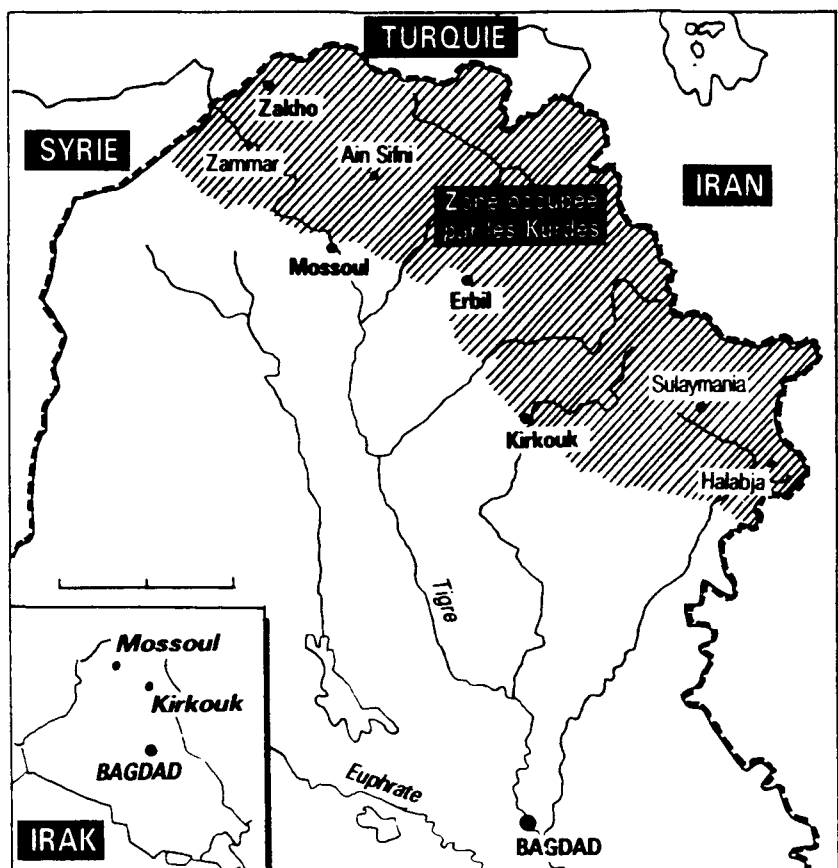 TURQUIE
SYRIE
IRAN
Zakho
Zammar
Ain Sifni
Zone occupée
par les Kurdes
Mossoul
Erbil
Sulaymania
Kirkouk
Halabja
Tigre
Euphrate
BAGDAD
Mossoul
Kirkouk
BAGDAD
IRAK